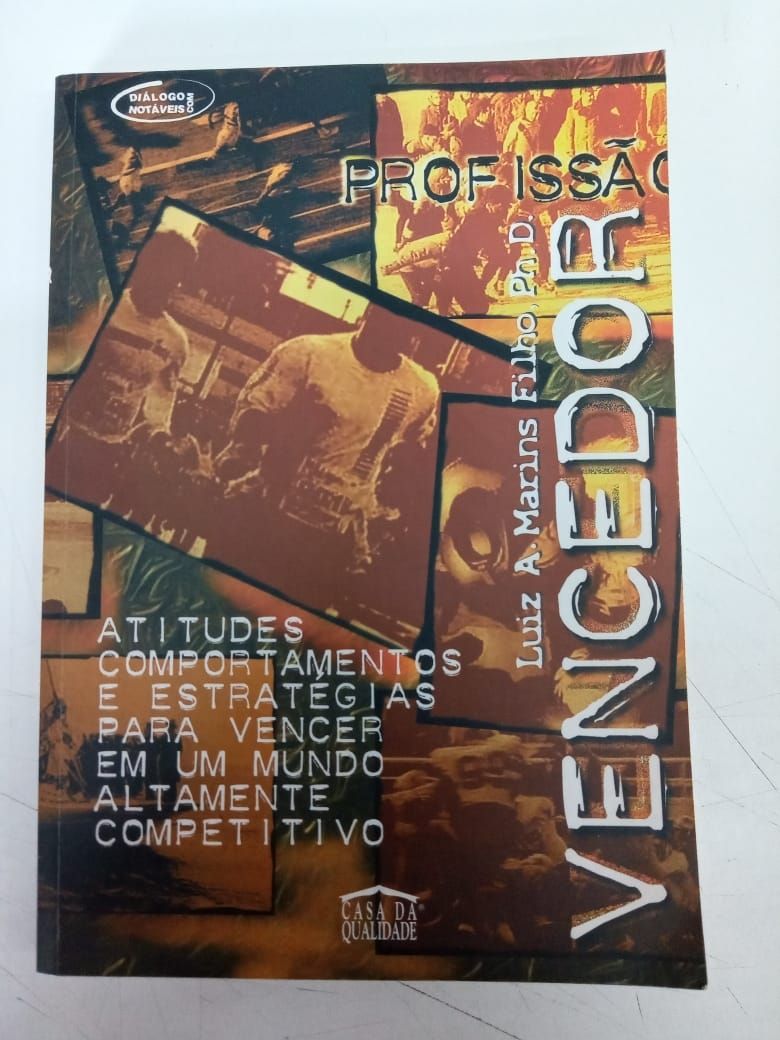 DIÁLOGO
NOTÁVEIS
COM
PROFISSÃO
VENCEDOR
Luiz A. Marins Filho, Ph. D.
ATITUDES
COMPORTAMENTOS
E ESTRATÉGIAS
PARA VENCER
EM UM MUNDO
ALTAMENTE
COMPETITIVO
CASA DA®
QUALIDADE